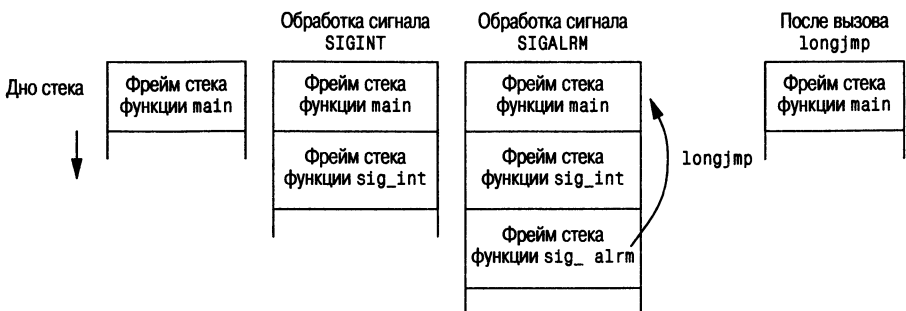 Обработка сигнала
SIGINT
Обработка сигнала
SIGALRM
После вызова
longjmp
Дно стека
Фрейм стека
функции main
Фрейм стека
функции main
Фрейм стека
функции main
Фрейм стека
функции main
Фрейм стека
функции sig_int
Фрейм стека
функции sig_int
longjmp
Фрейм стека
функции sig_ alrm